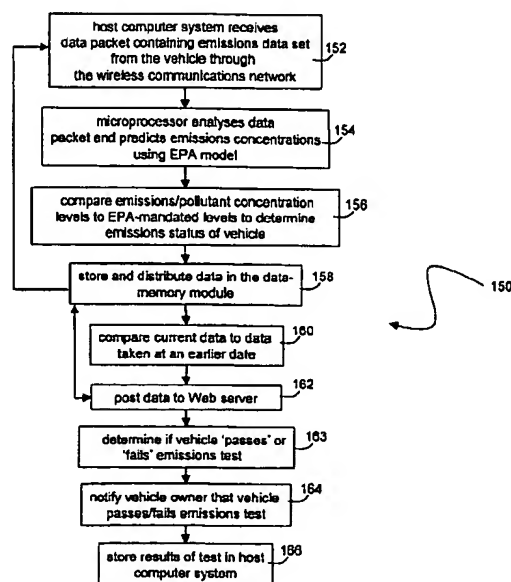 host computer system receives
data packet containing emissions data set
from the vehicle through
the wireless communications network
152
microprocessor analyses data
packet and predicts emissions concentrations
using EPA model
154
compare emissions/pollutant concentration
levels to EPA-mandated levels to determine
emissions status of vehicle
156
store and distribute data in the data-
memory module
158
150
compare current data to data
taken at an earlier date
160
post data to Web server
162
determine if vehicle 'passes' or
'fails' emissions test
163
notify vehicle owner that vehicle
passes/fails emissions test
164
store results of test in host
computer system
166